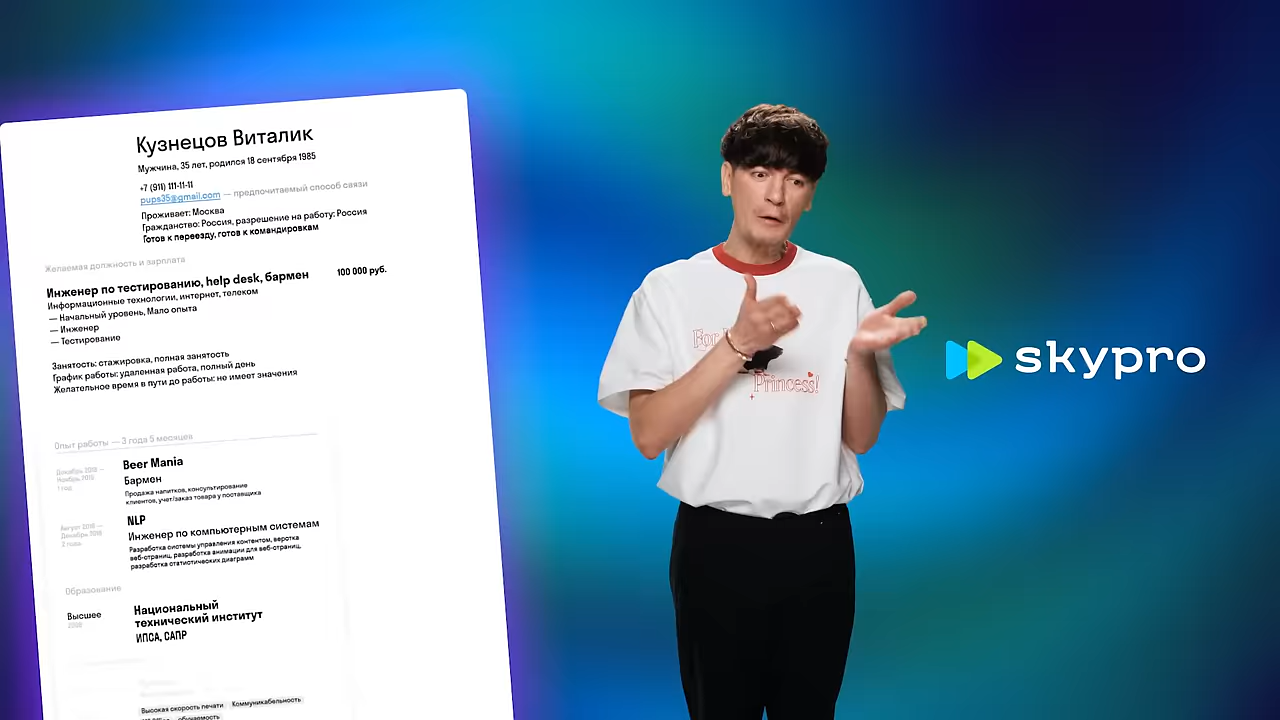 Кузнецов Виталик
Мужчина, 35 лет, родился 18 сентября 1985
+7 (911) 111-11-11
pups35@gmail.com — предпочитаемый способ связи
Проживает: Москва
Гражданство: Россия, разрешение на работу: Россия
Готов к переезду, готов к командировкам
Желаемая должность и зарплата
Инженер по тестированию, help desk, бармен 100 000 руб.
Информационные технологии, интернет, телеком
— Начальный уровень, Мало опыта
— Инженер
— Тестирование
Занятость: стажировка, полная занятость
График работы: удаленная работа, полный день
Желательное время в пути до работы: не имеет значения
Опыт работы — 3 года 5 месяцев
Beer Mania
Бармен
1 год
Продажа напитков, консультирование
клиентов, учет/заказ товара у поставщика
NLP
Инженер по компьютерным системам
2 года
Разработка системы управления контентом, верстка
веб-страниц, разработка анимации для веб-страниц,
разработка статистических диаграмм
Образование
Высшее
Национальный
технический институт
ИПСА, САПР
Высокая скорость печати Коммуникабельность
обучаемость
For
Princess!
skypro